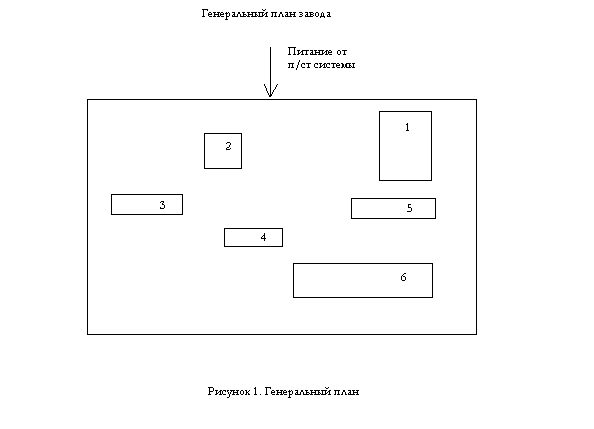 Генеральный план завода
Питание от
п/ст системы
1
2
3
5
4
6
Рисунок 1. Генеральный план